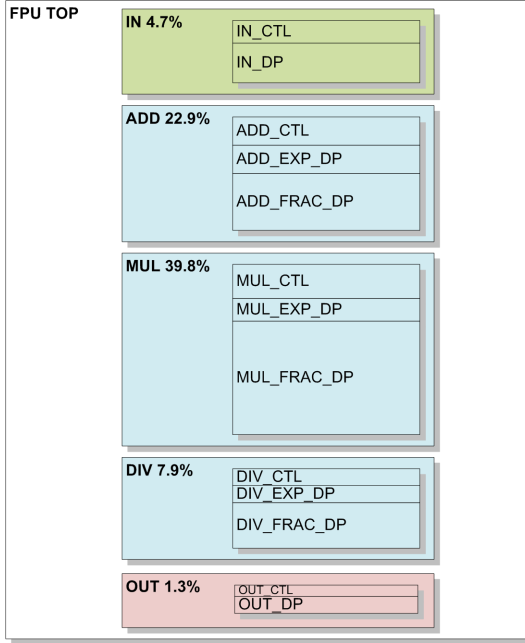 FPU TOP
IN 4.7%
IN_CTL
IN_DP
ADD 22.9%
ADD_CTL
ADD_EXP_DP
ADD_FRAC_DP
MUL 39.8%
MUL_CTL
MUL_EXP_DP
MUL_FRAC_DP
DIV 7.9%
DIV_CTL
DIV_EXP_DP
DIV_FRAC_DP
OUT 1.3%
OUT_CTL
OUT_DP